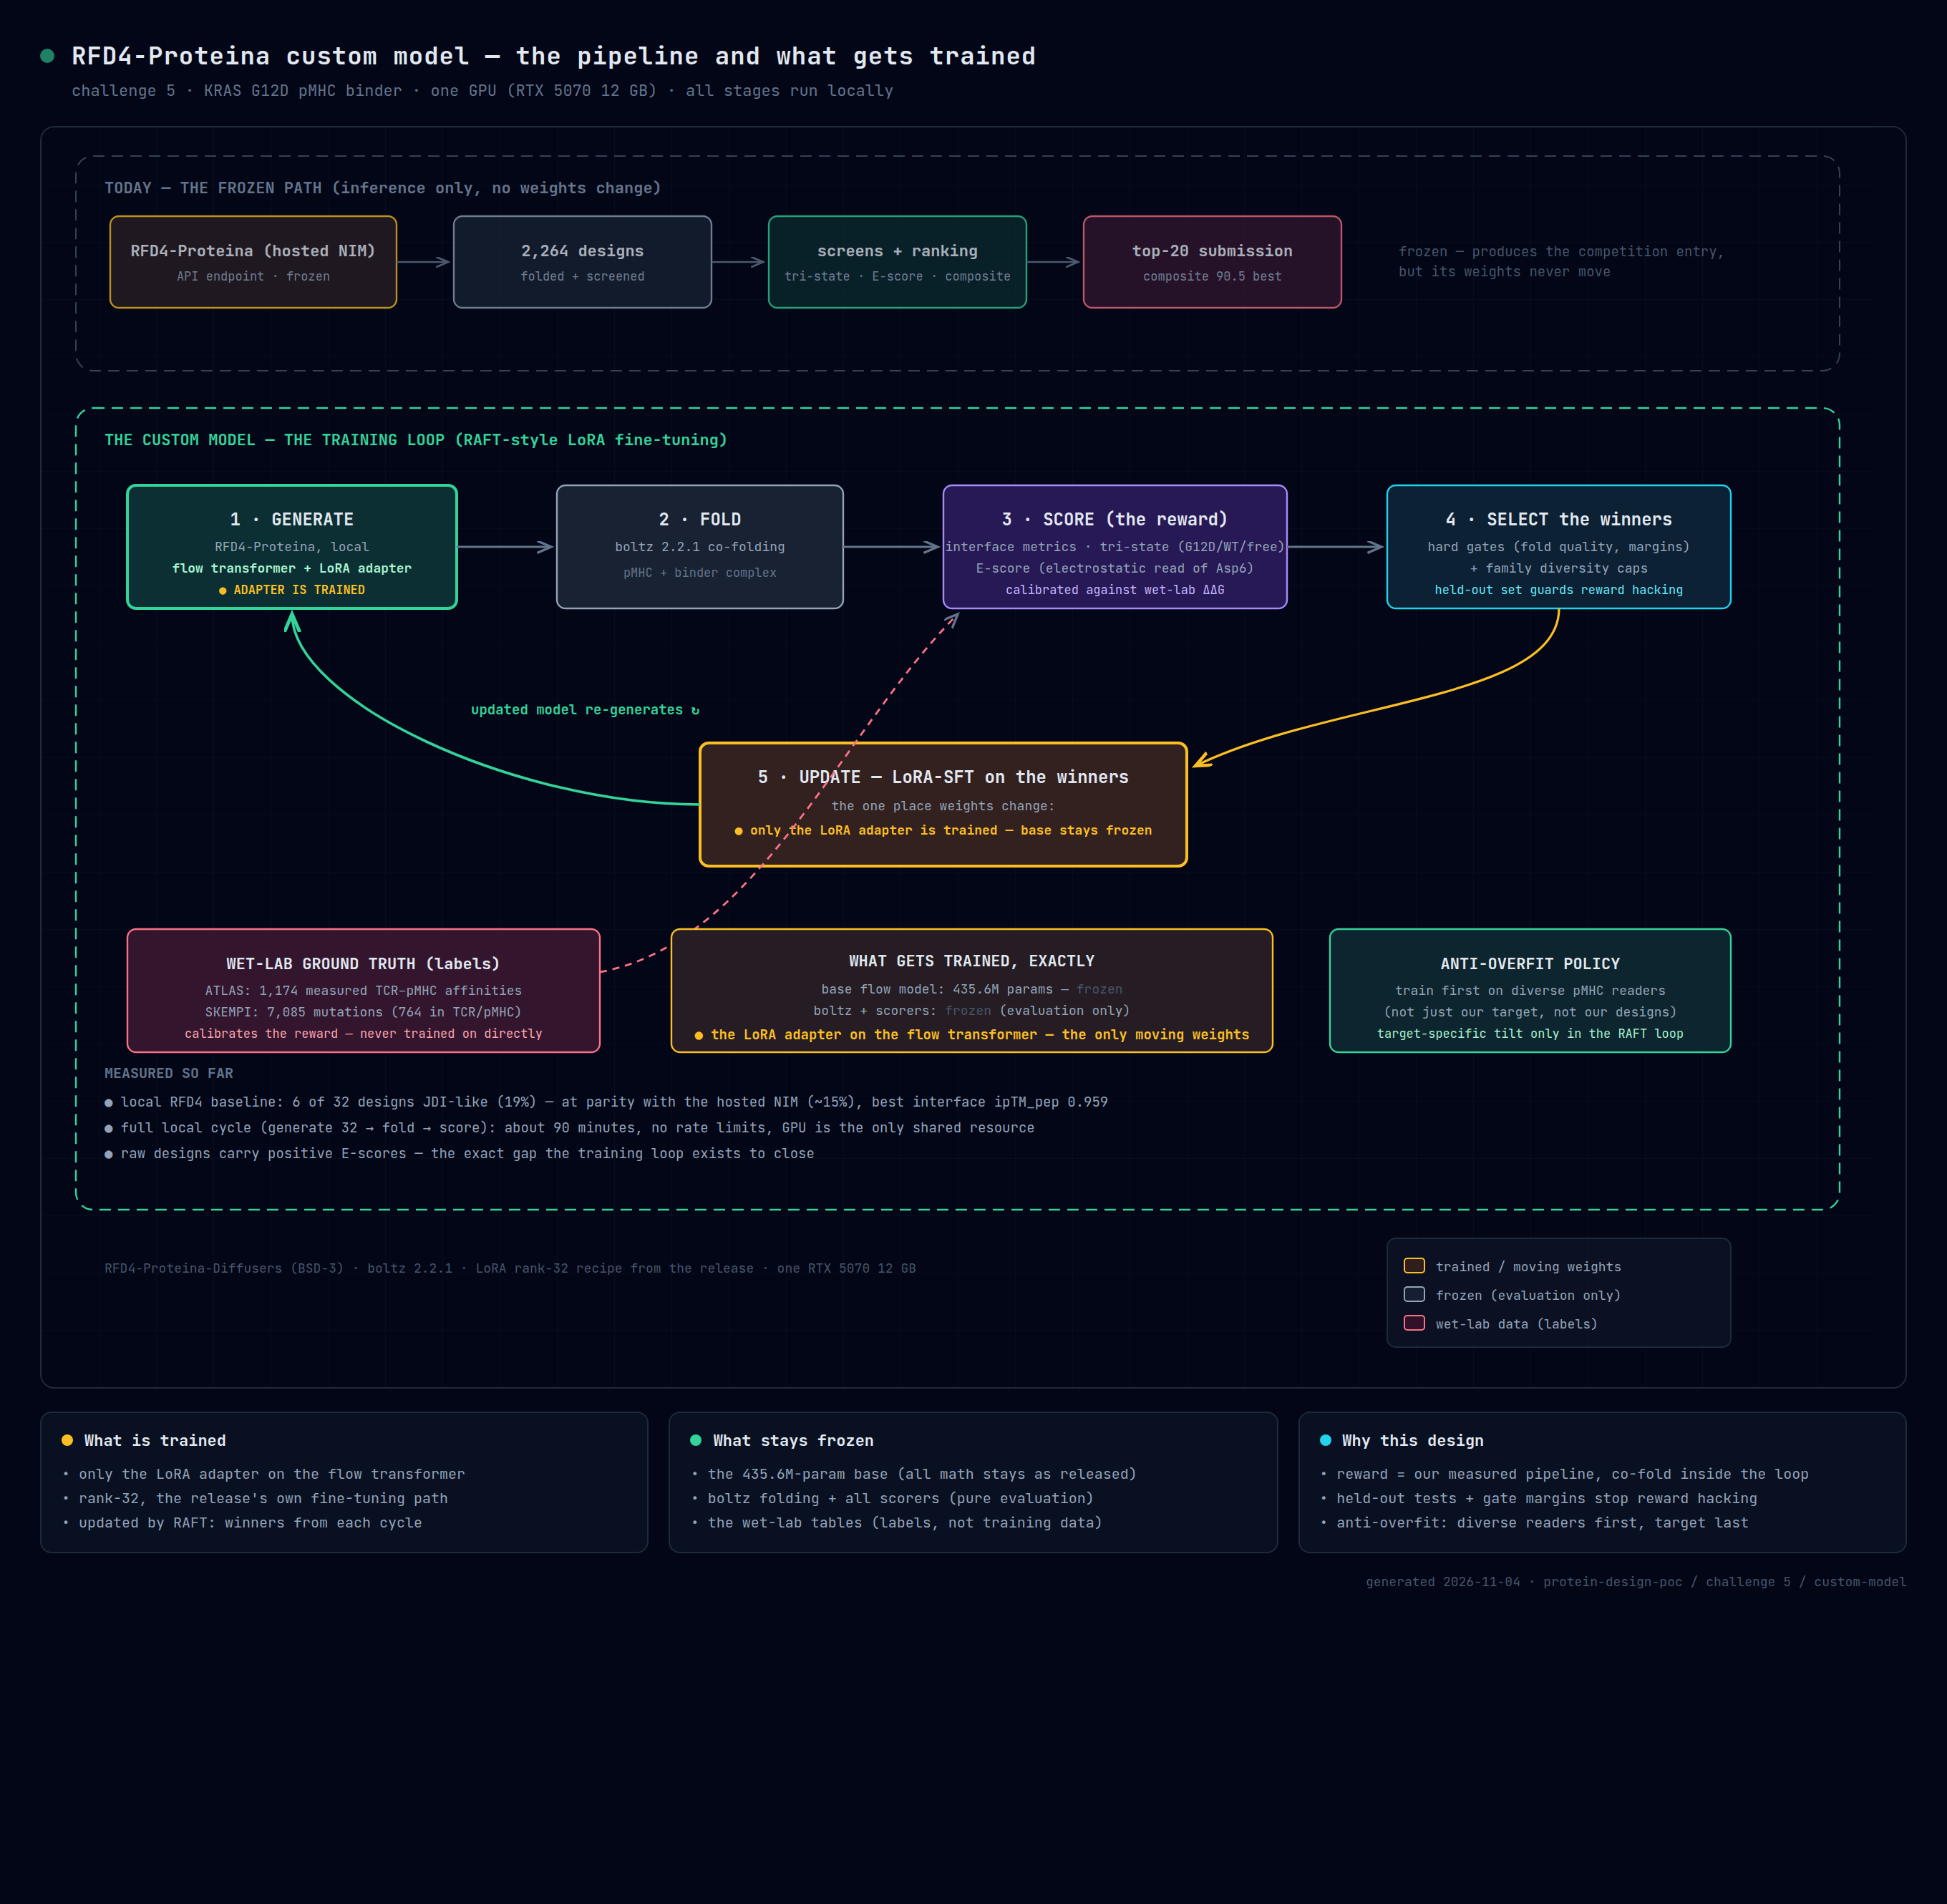 RFD4-Proteina custom model — the pipeline and what gets trained
challenge 5 · KRAS G12D pMHC binder · one GPU (RTX 5070 12 GB) · all stages run locally
TODAY — THE FROZEN PATH (inference only, no weights change)
RFD4-Proteina (hosted NIM)
API endpoint · frozen
2,264 designs
folded + screened
screens + ranking
tri-state · E-score · composite
top-20 submission
composite 90.5 best
frozen — produces the competition entry,
but its weights never move
THE CUSTOM MODEL — THE TRAINING LOOP (RAFT-style LoRA fine-tuning)
1 · GENERATE
RFD4-Proteina, local
flow transformer + LoRA adapter
● ADAPTER IS TRAINED
2 · FOLD
boltz 2.2.1 co-folding
pMHC + binder complex
3 · SCORE (the reward)
interface metrics · tri-state (G12D/WT/free)
E-score (electrostatic read of Asp6)
calibrated against wet-lab ΔΔG
4 · SELECT the winners
hard gates (fold quality, margins)
+ family diversity caps
held-out set guards reward hacking
updated model re-generates ↻
5 · UPDATE — LoRA-SFT on the winners
the one place weights change:
● only the LoRA adapter is trained — base stays frozen
WET-LAB GROUND TRUTH (labels)
ATLAS: 1,174 measured TCR-pMHC affinities
SKEMPI: 7,085 mutations (764 in TCR/pMHC)
calibrates the reward — never trained on directly
WHAT GETS TRAINED, EXACTLY
base flow model: 435.6M params — frozen
boltz + scorers: frozen (evaluation only)
● the LoRA adapter on the flow transformer — the only moving weights
ANTI-OVERFIT POLICY
train first on diverse pMHC readers
(not just our target, not our designs)
target-specific tilt only in the RAFT loop
MEASURED SO FAR
● local RFD4 baseline: 6 of 32 designs JDI-like (19%) — at parity with the hosted NIM (~15%), best interface ipTM_pep 0.959
● full local cycle (generate 32 → fold → score): about 90 minutes, no rate limits, GPU is the only shared resource
● raw designs carry positive E-scores — the exact gap the training loop exists to close
RFD4-Proteina-Diffusers (BSD-3) · boltz 2.2.1 · LoRA rank-32 recipe from the release · one RTX 5070 12 GB
trained / moving weights
frozen (evaluation only)
wet-lab data (labels)
What is trained
• only the LoRA adapter on the flow transformer
• rank-32, the release's own fine-tuning path
• updated by RAFT: winners from each cycle
What stays frozen
• the 435.6M-param base (all math stays as released)
• boltz folding + all scorers (pure evaluation)
• the wet-lab tables (labels, not training data)
Why this design
• reward = our measured pipeline, co-fold inside the loop
• held-out tests + gate margins stop reward hacking
• anti-overfit: diverse readers first, target last
generated 2026-11-04 · protein-design-poc / challenge 5 / custom-model